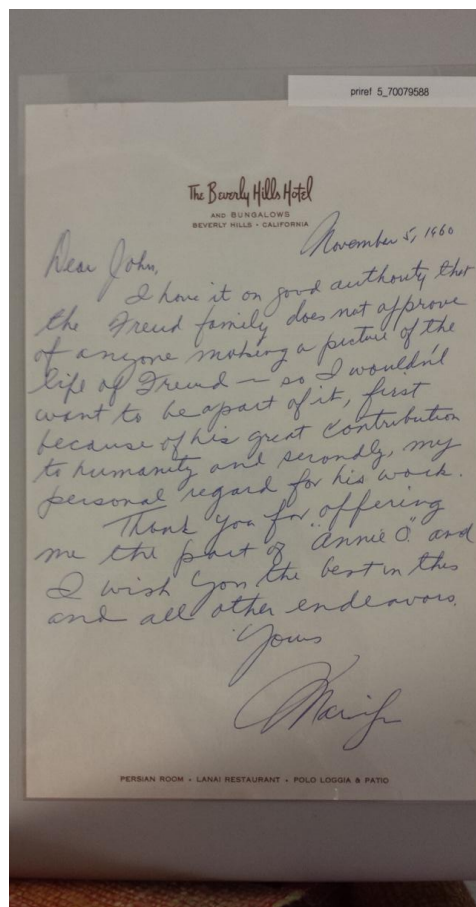 priref 5_70079588
The Beverly Hills Hotel
AND BUNGALOWS
BEVERLY HILLS • CALIFORNIA
November 5, 1960
Dear John,
I have it on good authority that
the Freud family does not approve
of anyone making a picture of the
life of Freud — so I wouldn't
want to be apart of it, first
because of his great contribution
to humanity and secondly, my
personal regard for his work.
Thank you for offering
me the part of "Annie O." and
I wish you the best in this
and all other endeavors.
Yours
Marilyn
PERSIAN ROOM • LANAI RESTAURANT • POLO LOGGIA & PATIO